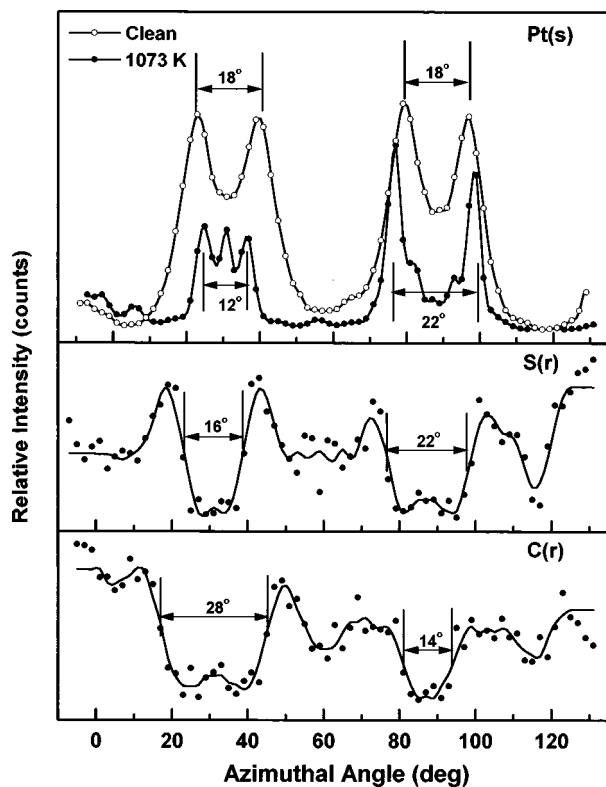 Clean
1073 K
Pt(s)
18°
18°
12°
22°
S(r)
16°
22°
C(r)
28°
14°
Relative Intensity (counts)
0 20 40 60 80 100 120
Azimuthal Angle (deg)